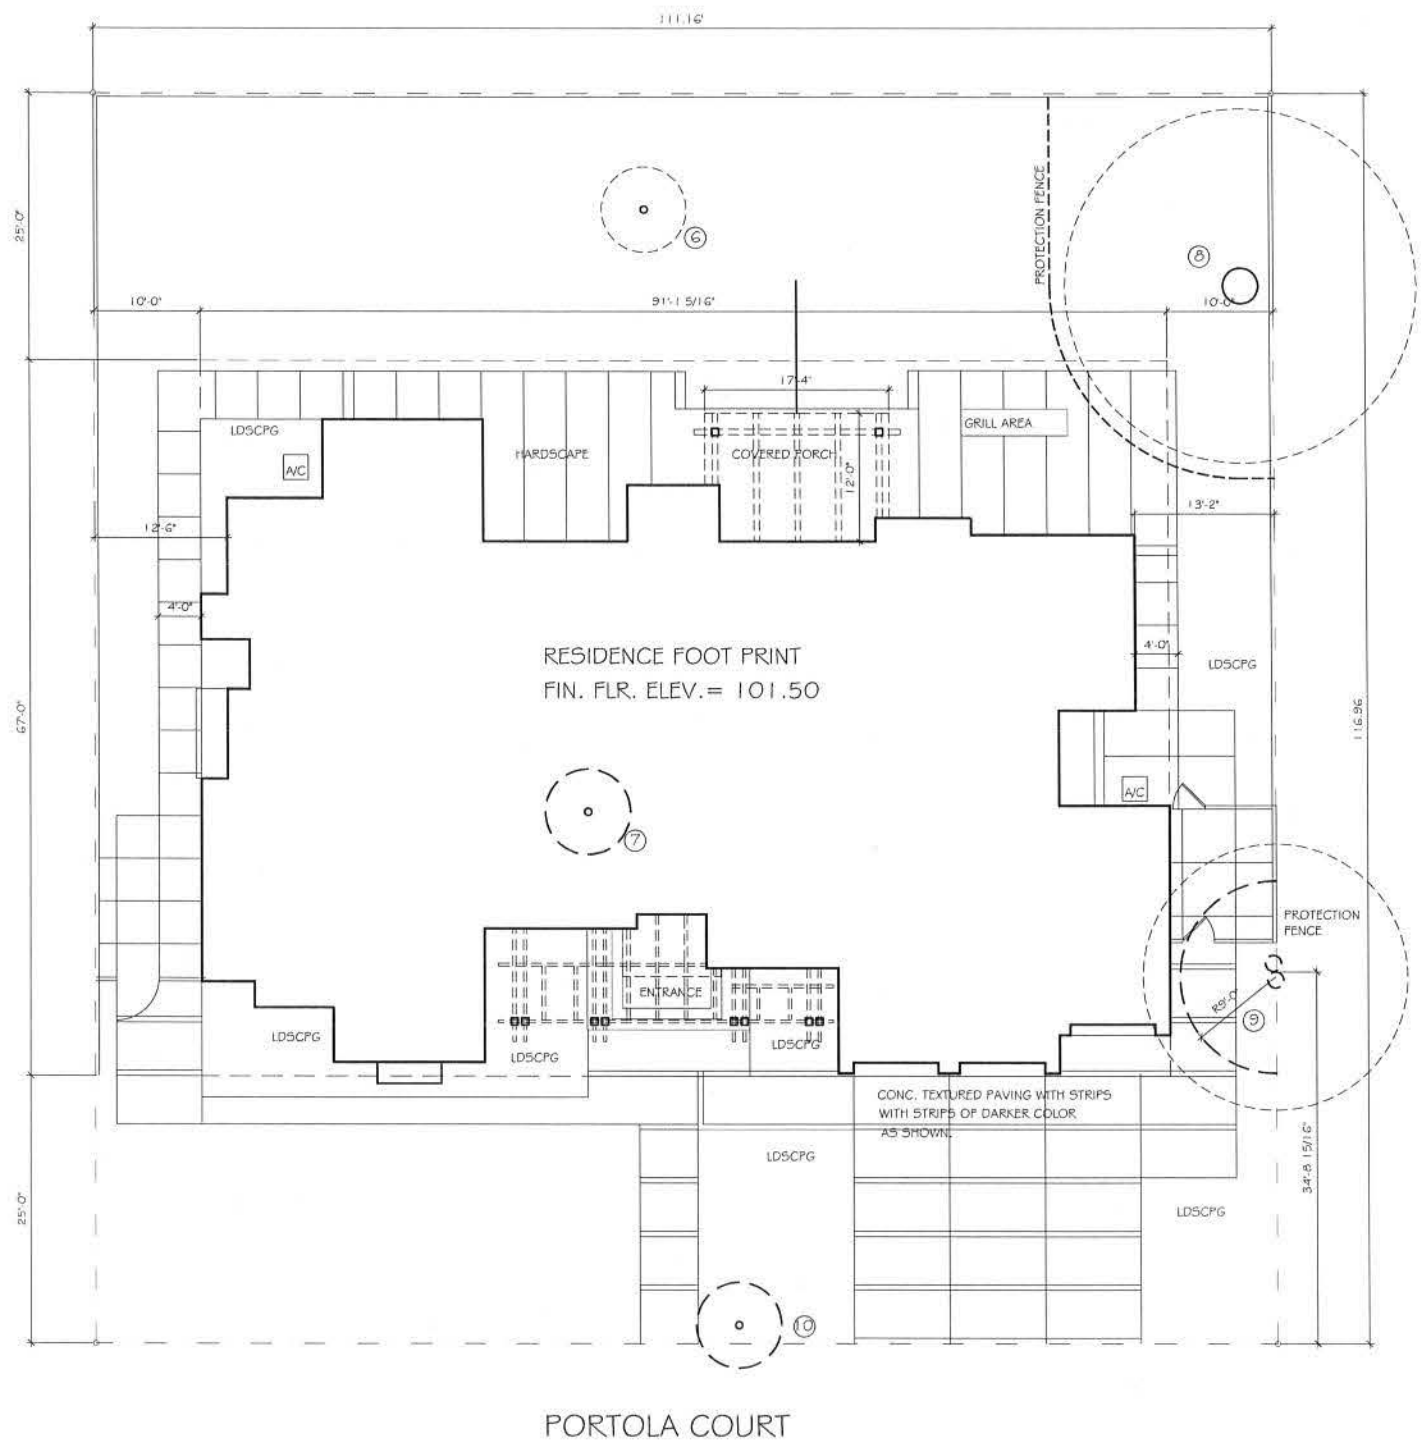 111.16'
25'-0"
PROTECTION FENCE
6
8
10'-0"
91'-1 5/16"
10'-0"
17'-4"
LDSCPG
A/C
HARDSCAPE
COVERED PORCH
12'-0"
GRILL AREA
13'-2"
12'-6"
4'-0"
RESIDENCE FOOT PRINT
FIN. FLR. ELEV.= 101.50
4'-0"
LDSCPG
67'-0"
116.96
A/C
7
PROTECTION
FENCE
ENTRANCE
R9'-0"
9
LDSCPG
LDSCPG
LDSCPG
CONC. TEXTURED PAVING WITH STRIPS
WITH STRIPS OF DARKER COLOR
AS SHOWN.
LDSCPG
34'-8 15/16"
25'-0"
LDSCPG
10
PORTOLA COURT